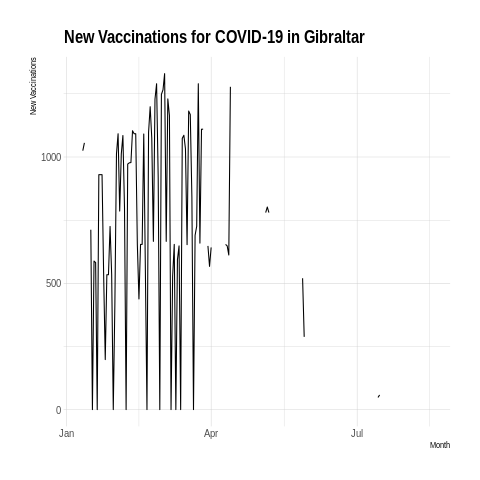 New Vaccinations for COVID-19 in Gibraltar
New Vaccinations
1000
500
0
Jan
Apr
Jul
Month